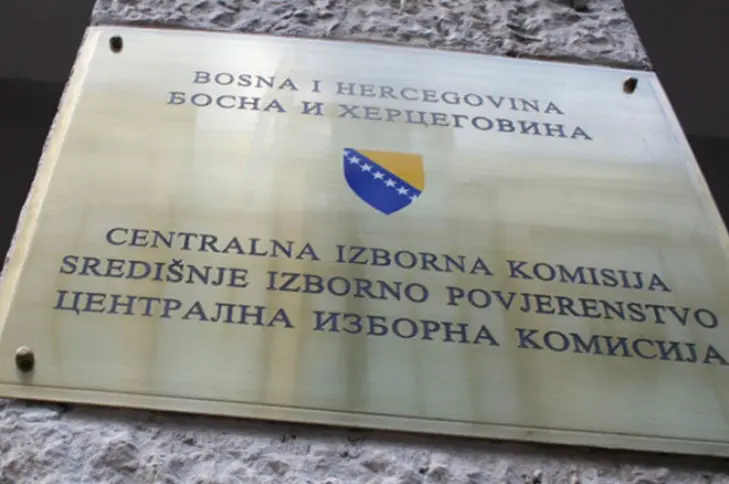 BOSNA I HERCEGOVINA
БОСНА И ХЕРЦЕГОВИНА
CENTRALNA IZBORNA KOMISIJA
SREDIŠNJE IZBORNO POVJERENSTVO
ЦЕНТРАЛНА ИЗБОРНА КОМИСИЈА